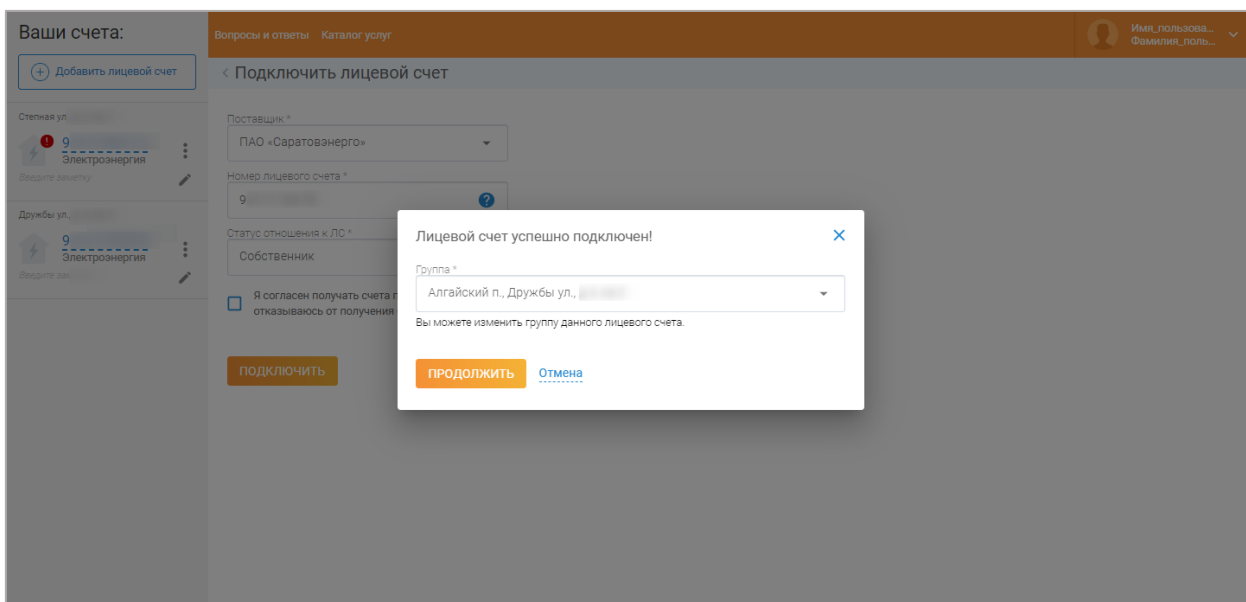 Ваши счета:
Добавить лицевой счет
Степная ул
9
Электроэнергия
Введите заметку
Дружбы ул.,
9
Электроэнергия
Введите
Вопросы и ответы Каталог услуг
Имя_пользова...
Фамилия_поль...
< Подключить лицевой счет
Поставщик *
ПАО «Саратовэнерго»
Номер лицевого счета *
9
?
Статус отношения к ЛС *
Собственник
Я согласен получать счета
отказываюсь от получения
ПОДКЛЮЧИТЬ
Лицевой счет успешно подключен!
Группа *
Алгайский п., Дружбы ул.,
Вы можете изменить группу данного лицевого счета.
ПРОДОЛЖИТЬ Отмена